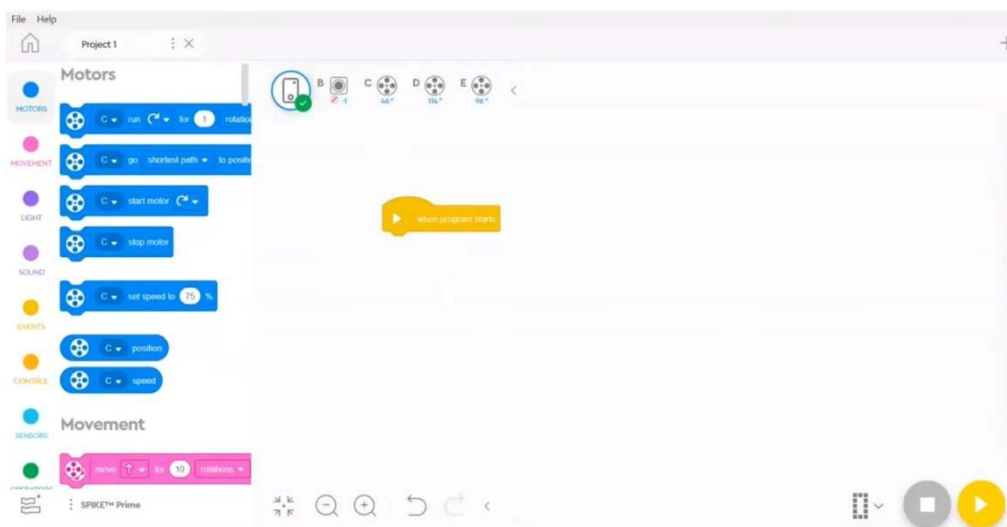 File Help
Project 1
Motors
MOTORS
MOVEMENT
LIGHT
SOUND
EVENTS
CONTROL
SENSORS
C run for 1 rotatio
C go shortest path to positi
C start motor
C stop motor
C set speed to 75 %
C position
C speed
Movement
move for 10 rotations
SPIKE™ Prime
B C D E
-1 46° 114° 96°
when program starts